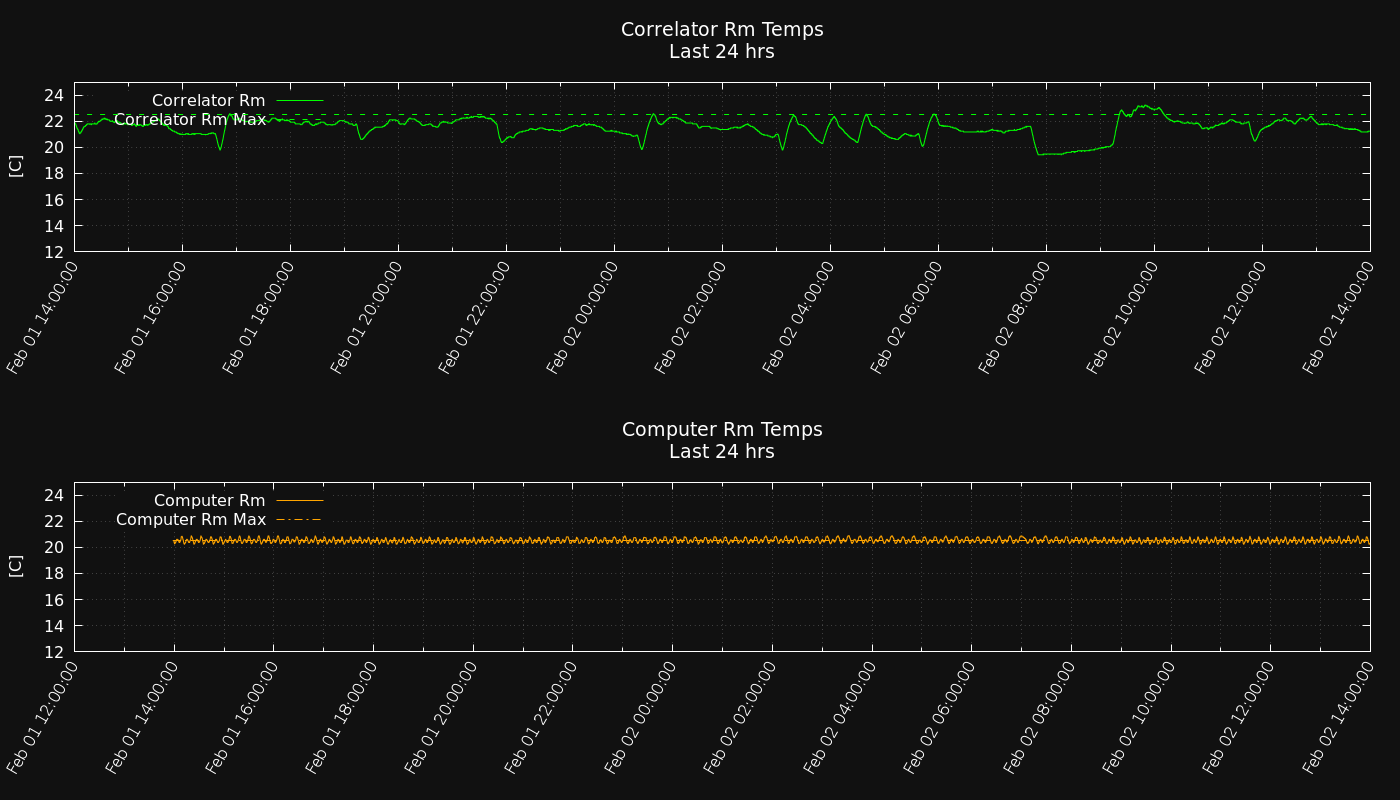 Correlator Rm Temps
Last 24 hrs
Correlator Rm
Correlator Rm Max
[C]
24
22
20
18
16
14
12
Feb 01 14:00:00
Feb 01 16:00:00
Feb 01 18:00:00
Feb 01 20:00:00
Feb 01 22:00:00
Feb 02 00:00:00
Feb 02 02:00:00
Feb 02 04:00:00
Feb 02 06:00:00
Feb 02 08:00:00
Feb 02 10:00:00
Feb 02 12:00:00
Feb 02 14:00:00
Computer Rm Temps
Last 24 hrs
Computer Rm
Computer Rm Max
[C]
24
22
20
18
16
14
12
Feb 01 12:00:00
Feb 01 14:00:00
Feb 01 16:00:00
Feb 01 18:00:00
Feb 01 20:00:00
Feb 01 22:00:00
Feb 02 00:00:00
Feb 02 02:00:00
Feb 02 04:00:00
Feb 02 06:00:00
Feb 02 08:00:00
Feb 02 10:00:00
Feb 02 12:00:00
Feb 02 14:00:00